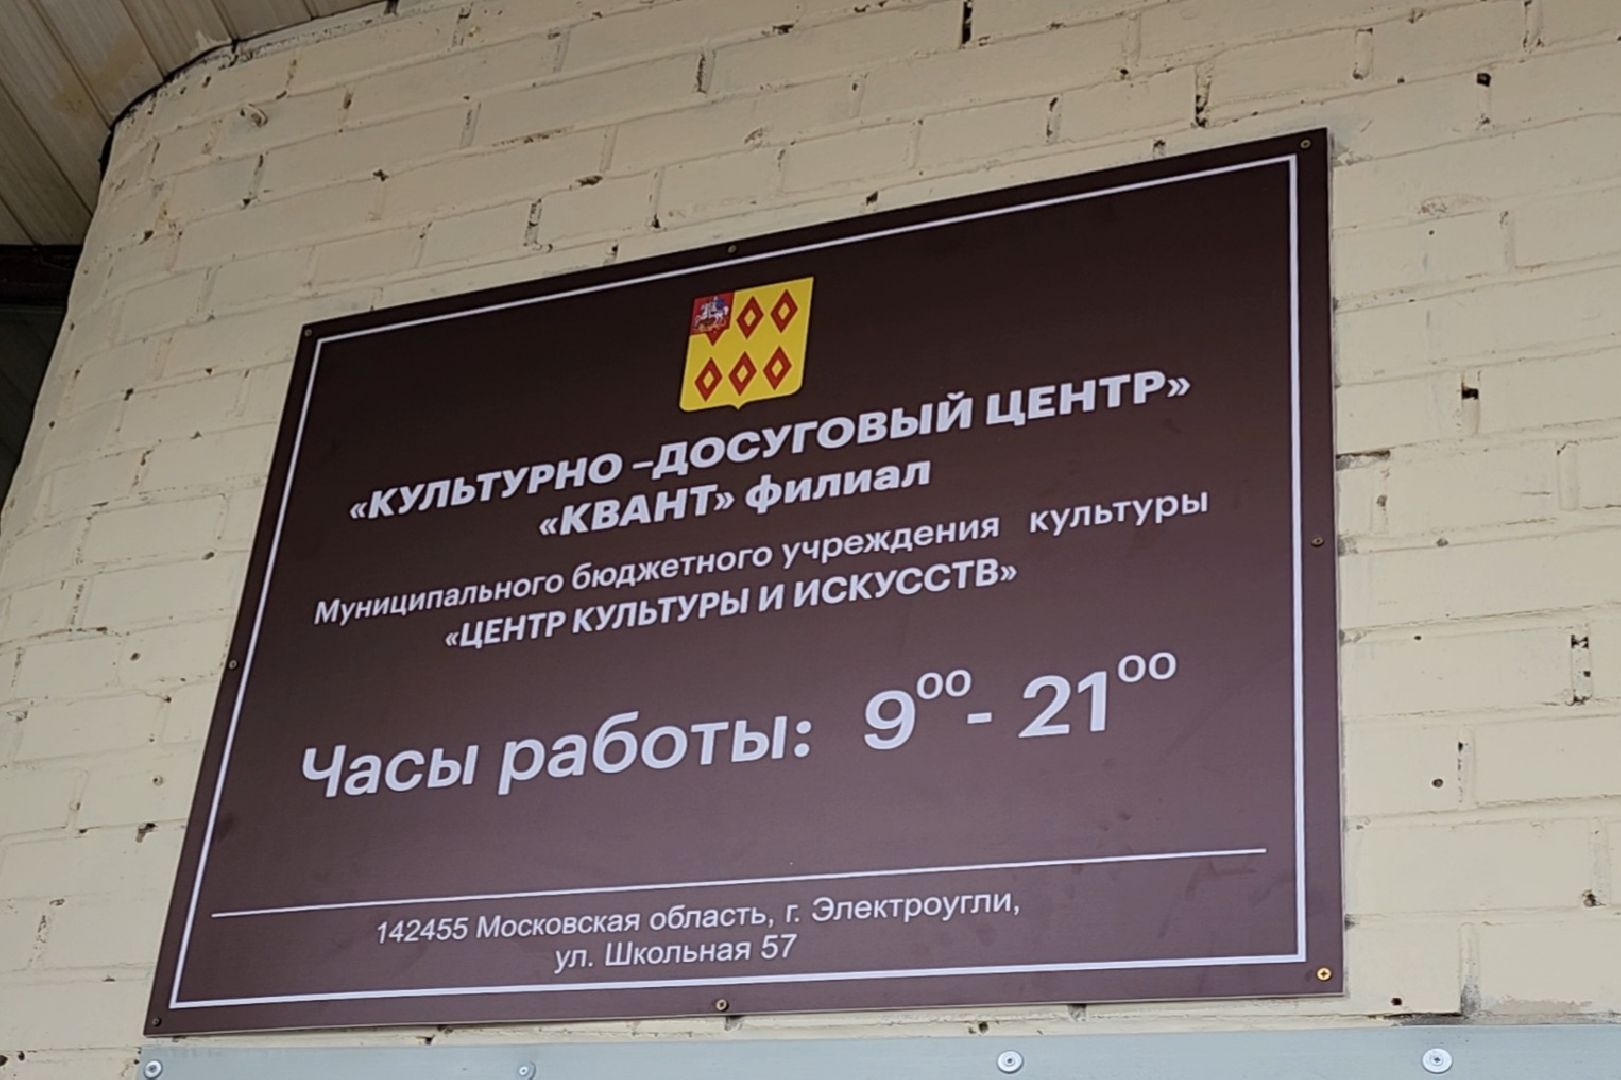 «КУЛЬТУРНО –ДОСУГОВЫЙ ЦЕНТР»
«КВАНТ» филиал
Муниципального бюджетного учреждения культуры
«ЦЕНТР КУЛЬТУРЫ И ИСКУССТВ»
Часы работы: 9⁰⁰- 21⁰⁰
142455 Московская область, г. Электроугли,
ул. Школьная 57